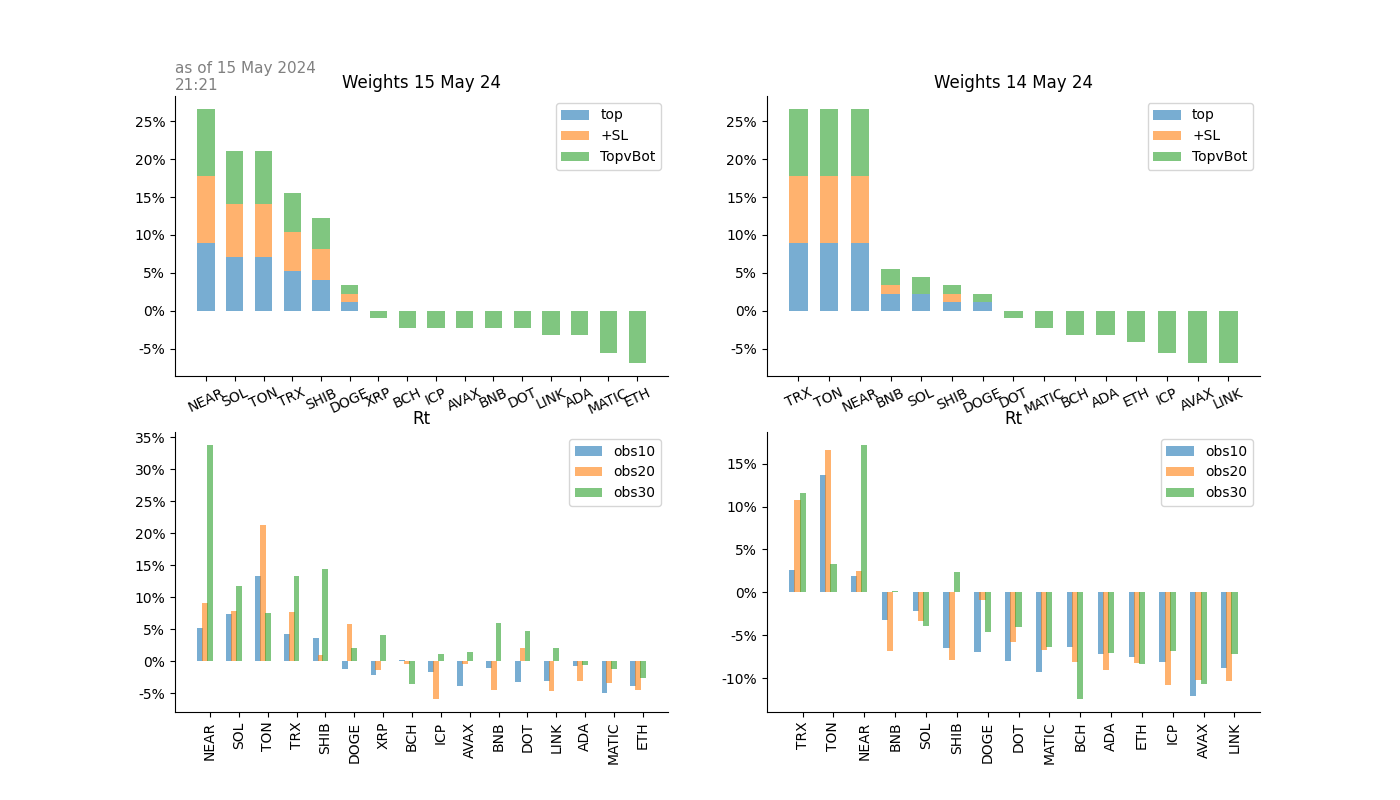 as of 15 May 2024
21:21
Weights 15 May 24
25%
20%
15%
10%
5%
0%
-5%
top
+SL
TopvBot
NEAR SOL TON TRX SHIB DOGE XRP BCH ICP AVAX BNB DOT LINK ADA MATIC ETH
Weights 14 May 24
25%
20%
15%
10%
5%
0%
-5%
top
+SL
TopvBot
TRX TON NEAR BNB SOL SHIB DOGE DOT MATIC BCH ADA ETH ICP AVAX LINK
Rt
35%
30%
25%
20%
15%
10%
5%
0%
-5%
obs10
obs20
obs30
NEAR SOL TON TRX SHIB DOGE XRP BCH ICP AVAX BNB DOT LINK ADA MATIC ETH
Rt
15%
10%
5%
0%
-5%
-10%
obs10
obs20
obs30
TRX TON NEAR BNB SOL SHIB DOGE DOT MATIC BCH ADA ETH ICP AVAX LINK